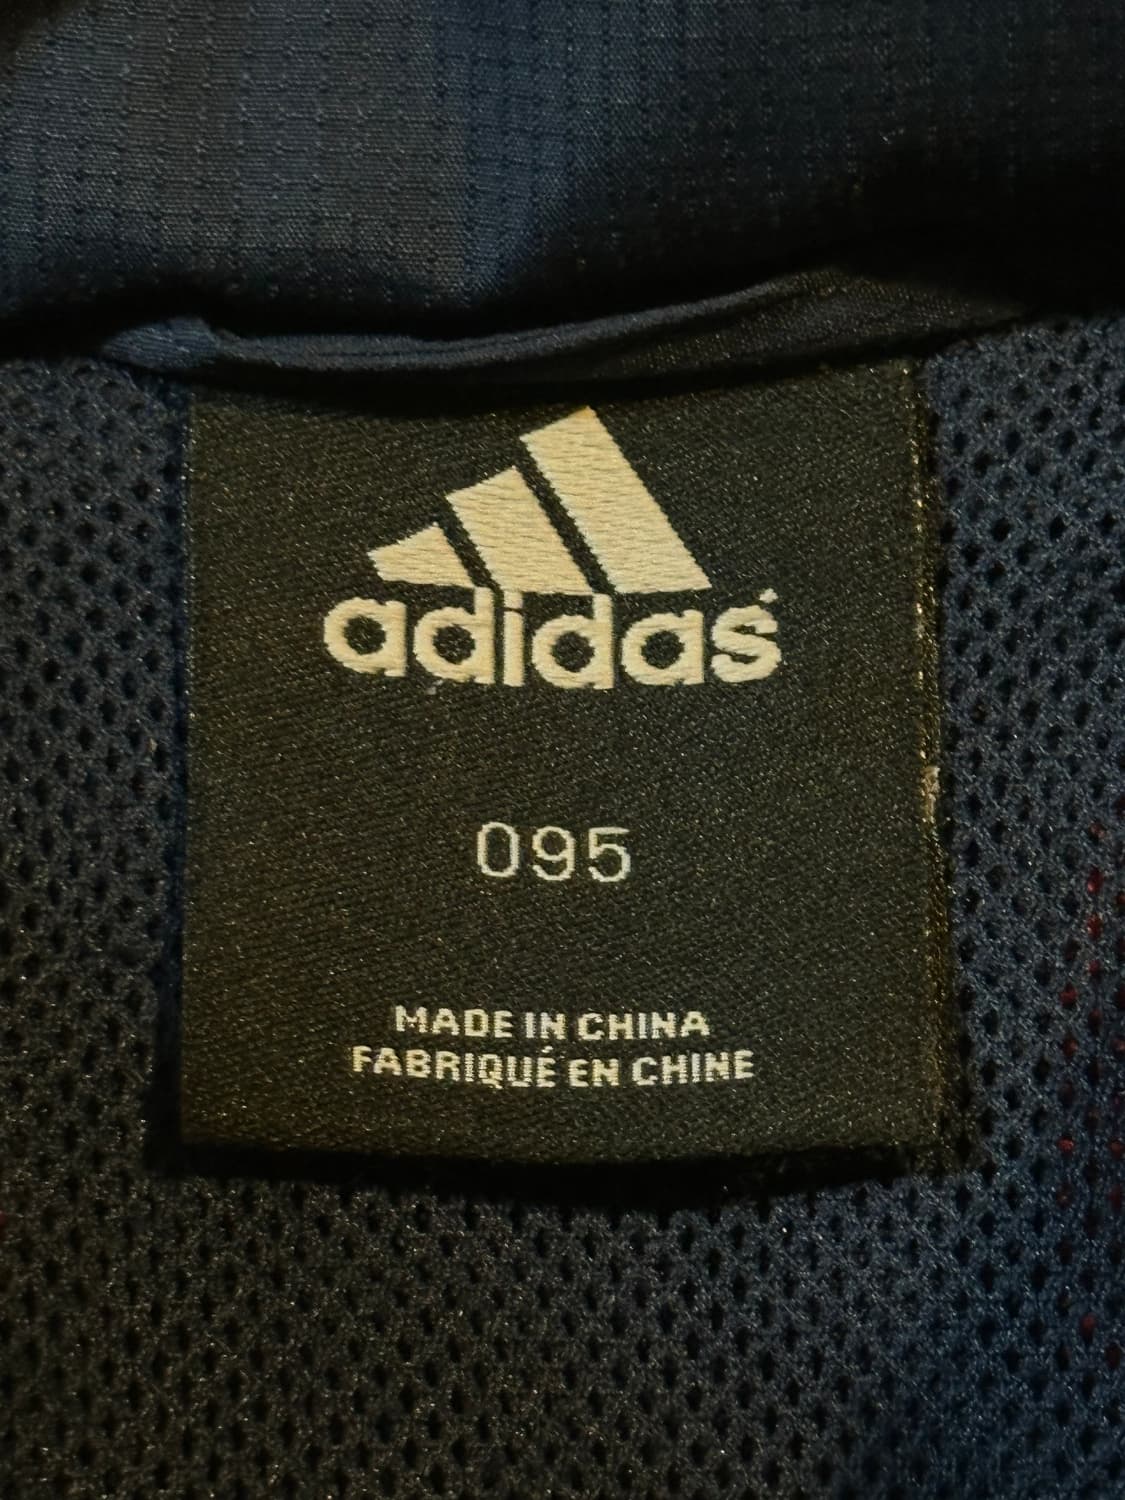 adidas
095
MADE IN CHINA
FABRIQUÉ EN CHINE